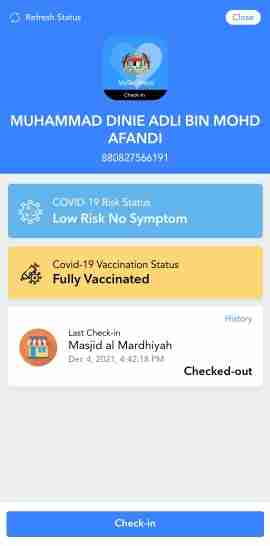 Refresh Status
Close
Check-in
MUHAMMAD DINIE ADLI BIN MOHD
AFANDI
880827566191
COVID-19 Risk Status
Low Risk No Symptom
Covid-19 Vaccination Status
Fully Vaccinated
History
Last Check-in
Masjid al Mardhiyah
Dec 4, 2021, 4:42:18 PM
Checked-out
Check-in